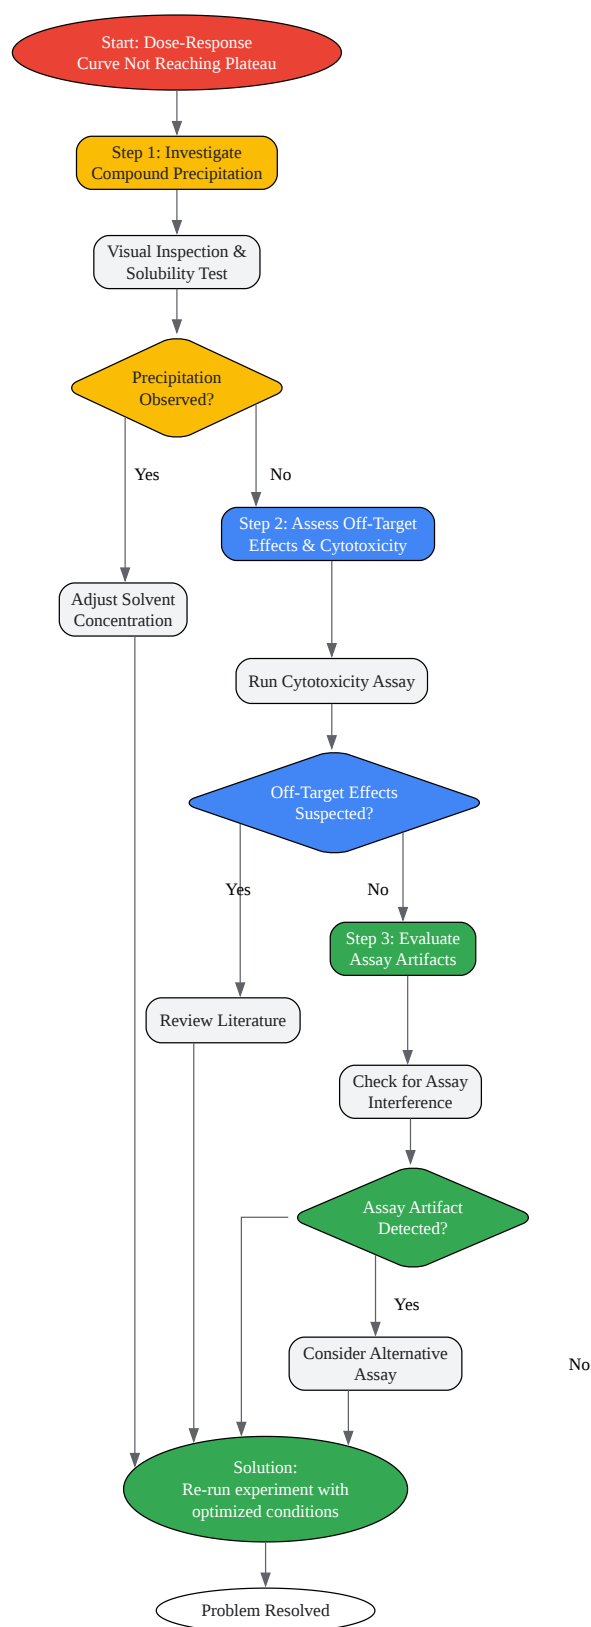 Start: Dose-Response
Curve Not Reaching Plateau
Step 1: Investigate
Compound Precipitation
Visual Inspection &
Solubility Test
Precipitation
Observed?
Yes
No
Step 2: Assess Off-Target
Effects & Cytotoxicity
Adjust Solvent
Concentration
Run Cytotoxicity Assay
Off-Target Effects
Suspected?
Yes
No
Step 3: Evaluate
Assay Artifacts
Review Literature
Check for Assay
Interference
Assay Artifact
Detected?
Yes
No
Consider Alternative
Assay
Solution:
Re-run experiment with
optimized conditions
Problem Resolved